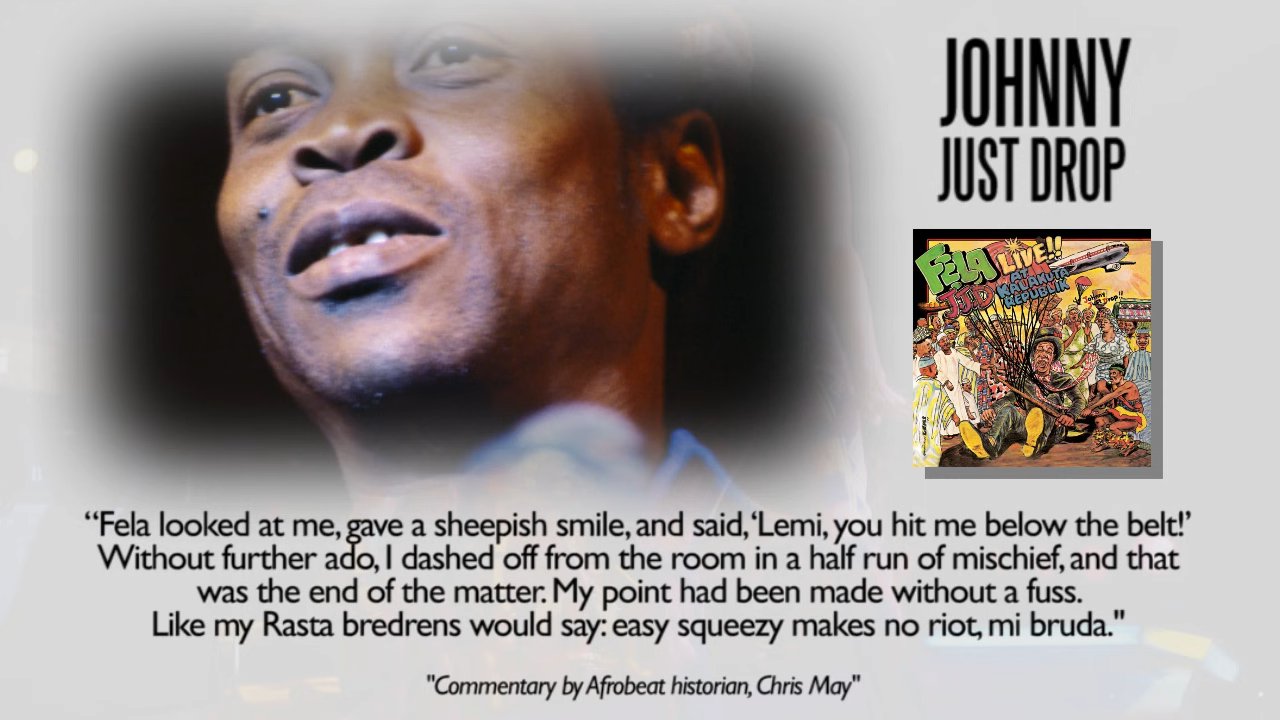 JOHNNY
JUST DROP
FELA
LIVE!!
JJD
AT
KALAKUTA
REPUBLIK
“Fela looked at me, gave a sheepish smile, and said, ‘Lemi, you hit me below the belt!’
Without further ado, I dashed off from the room in a half run of mischief, and that
was the end of the matter. My point had been made without a fuss.
Like my Rasta bredrens would say: easy squeezy makes no riot, mi bruda."
"Commentary by Afrobeat historian, Chris May"